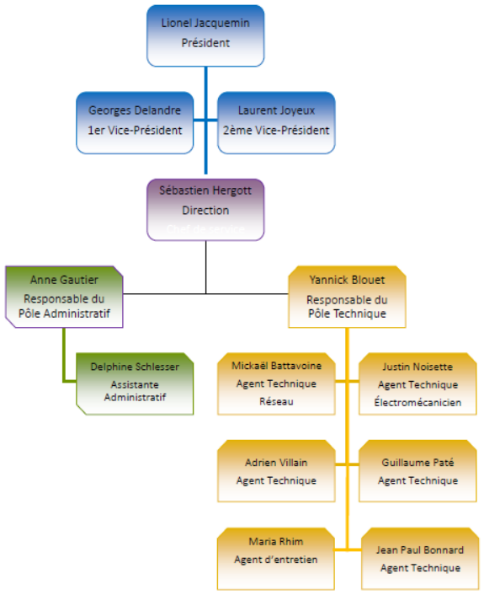 Lionel Jacquemin
Président
Georges Delandre
1er Vice-Président
Laurent Joyeux
2ème Vice-Président
Sébastien Hergott
Direction
Anne Gautier
Responsable du
Pôle Administratif
Yannick Blouet
Responsable du
Pôle Technique
Delphine Schlesser
Assistante
Administratif
Mickaël Battavoine
Agent Technique
Réseau
Justin Noisette
Agent Technique
Électromécanicien
Adrien Villain
Agent Technique
Guillaume Paté
Agent Technique
Maria Rhim
Agent d’entretien
Jean Paul Bonnard
Agent Technique